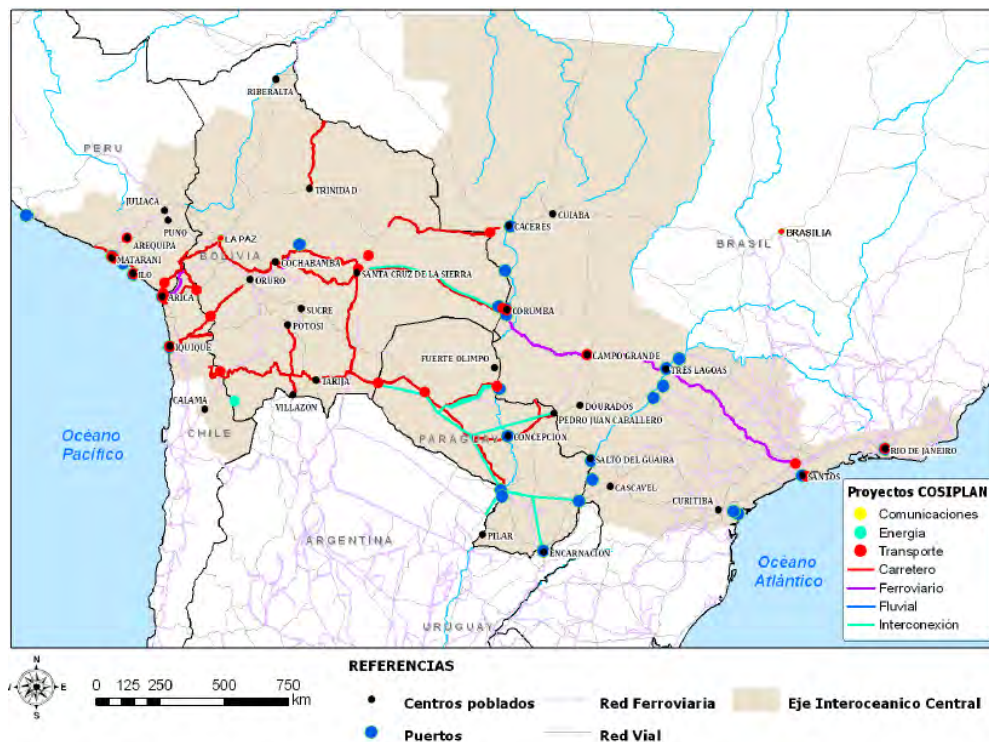 RIBERALTA
PERU
TRINIDAD
JULIACA
PUNO
CUIABA
CACERES
AREQUIPA
LA PAZ
BOLIVIA
BRASIL
BRASILIA
MATARANI
ILO
COCHABAMBA
SANTA CRUZ DE LA SIERRA
ORURO
ARICA
SUCRE
CORUMBA
POTOSI
IQUIQUE
FUERTE OLIMPO
CAMPO GRANDE
TRES LAGOAS
TARIJA
CALAMA
VILLAZON
DOURADOS
PEDRO JUAN CABALLERO
CHILE
PARAGUAY
CONCEPCION
Océano
Pacífico
SALTO DEL GUAIRA
RIO DE JANEIRO
CASCAVEL
SANTOS
CURITIBA
PILAR
ARGENTINA
ENCARNACION
Océano
Atlántico
URUGUAY
Proyectos COSIPLAN
Comunicaciones
Energía
Transporte
Carretero
Ferroviario
Fluvial
Interconexión
N
E
S
0 125 250 500 750
km
REFERENCIAS
Centros poblados
Red Ferroviaria
Eje Interoceanico Central
Puertos
Red Vial